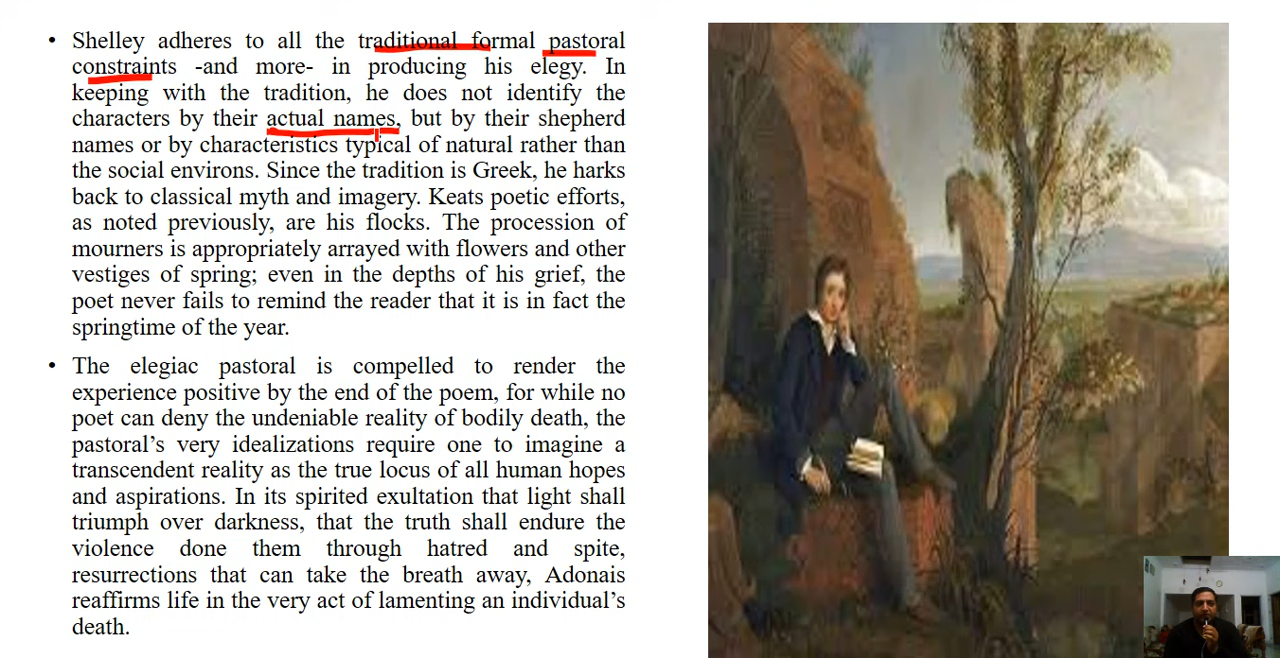 • Shelley adheres to all the traditional formal pastoral
constraints -and more- in producing his elegy. In
keeping with the tradition, he does not identify the
characters by their actual names, but by their shepherd
names or by characteristics typical of natural rather than
the social environs. Since the tradition is Greek, he harks
back to classical myth and imagery. Keats poetic efforts,
as noted previously, are his flocks. The procession of
mourners is appropriately arrayed with flowers and other
vestiges of spring; even in the depths of his grief, the
poet never fails to remind the reader that it is in fact the
springtime of the year.
• The elegiac pastoral is compelled to render the
experience positive by the end of the poem, for while no
poet can deny the undeniable reality of bodily death, the
pastoral’s very idealizations require one to imagine a
transcendent reality as the true locus of all human hopes
and aspirations. In its spirited exultation that light shall
triumph over darkness, that the truth shall endure the
violence done them through hatred and spite,
resurrections that can take the breath away, Adonais
reaffirms life in the very act of lamenting an individual’s
death.